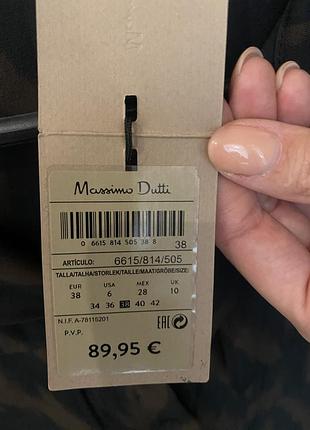 Massimo Dutti
0 6615 814 505 38 8
38
ARTÍCULO: 6615/814/505
TALLA/TALHA/STORLEK/TAILLE/MAAT/GRÖßE/SIZE:
EUR USA MEX UK
38 6 28 10
34 36 38 40 42
N.I.F. A-78115201
EAC
P.V.P.
89,95 €